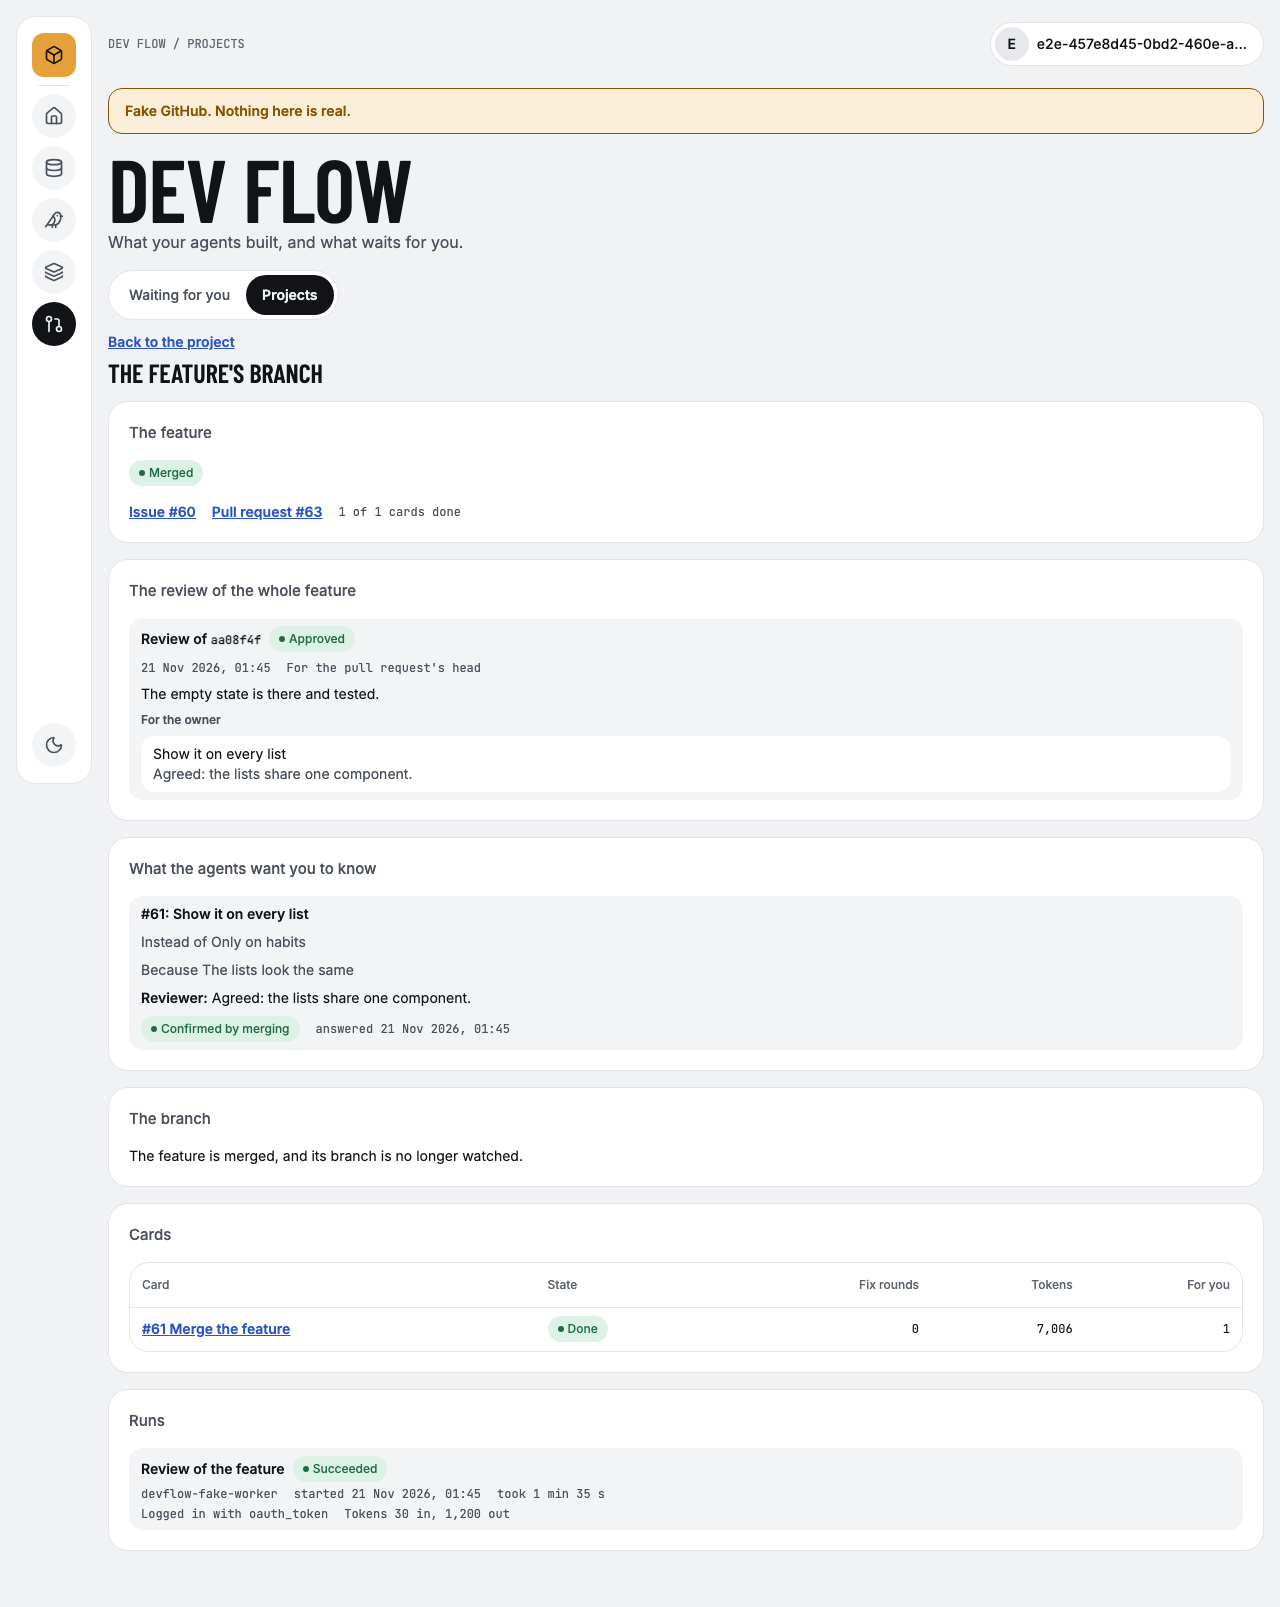 DEV FLOW / PROJECTS
E
e2e-457e8d45-0bd2-460e-a...
Fake GitHub. Nothing here is real.
DEV FLOW
What your agents built, and what waits for you.
Waiting for you
Projects
Back to the project
THE FEATURE'S BRANCH
The feature
Merged
Issue #60 Pull request #63 1 of 1 cards done
The review of the whole feature
Review of aa08f4f Approved
21 Nov 2026, 01:45 For the pull request's head
The empty state is there and tested.
For the owner
Show it on every list
Agreed: the lists share one component.
What the agents want you to know
#61: Show it on every list
Instead of Only on habits
Because The lists look the same
Reviewer: Agreed: the lists share one component.
Confirmed by merging answered 21 Nov 2026, 01:45
The branch
The feature is merged, and its branch is no longer watched.
Cards
Card State Fix rounds Tokens For you
#61 Merge the feature Done 0 7,006 1
Runs
Review of the feature Succeeded
devflow-fake-worker started 21 Nov 2026, 01:45 took 1 min 35 s
Logged in with oauth_token Tokens 30 in, 1,200 out